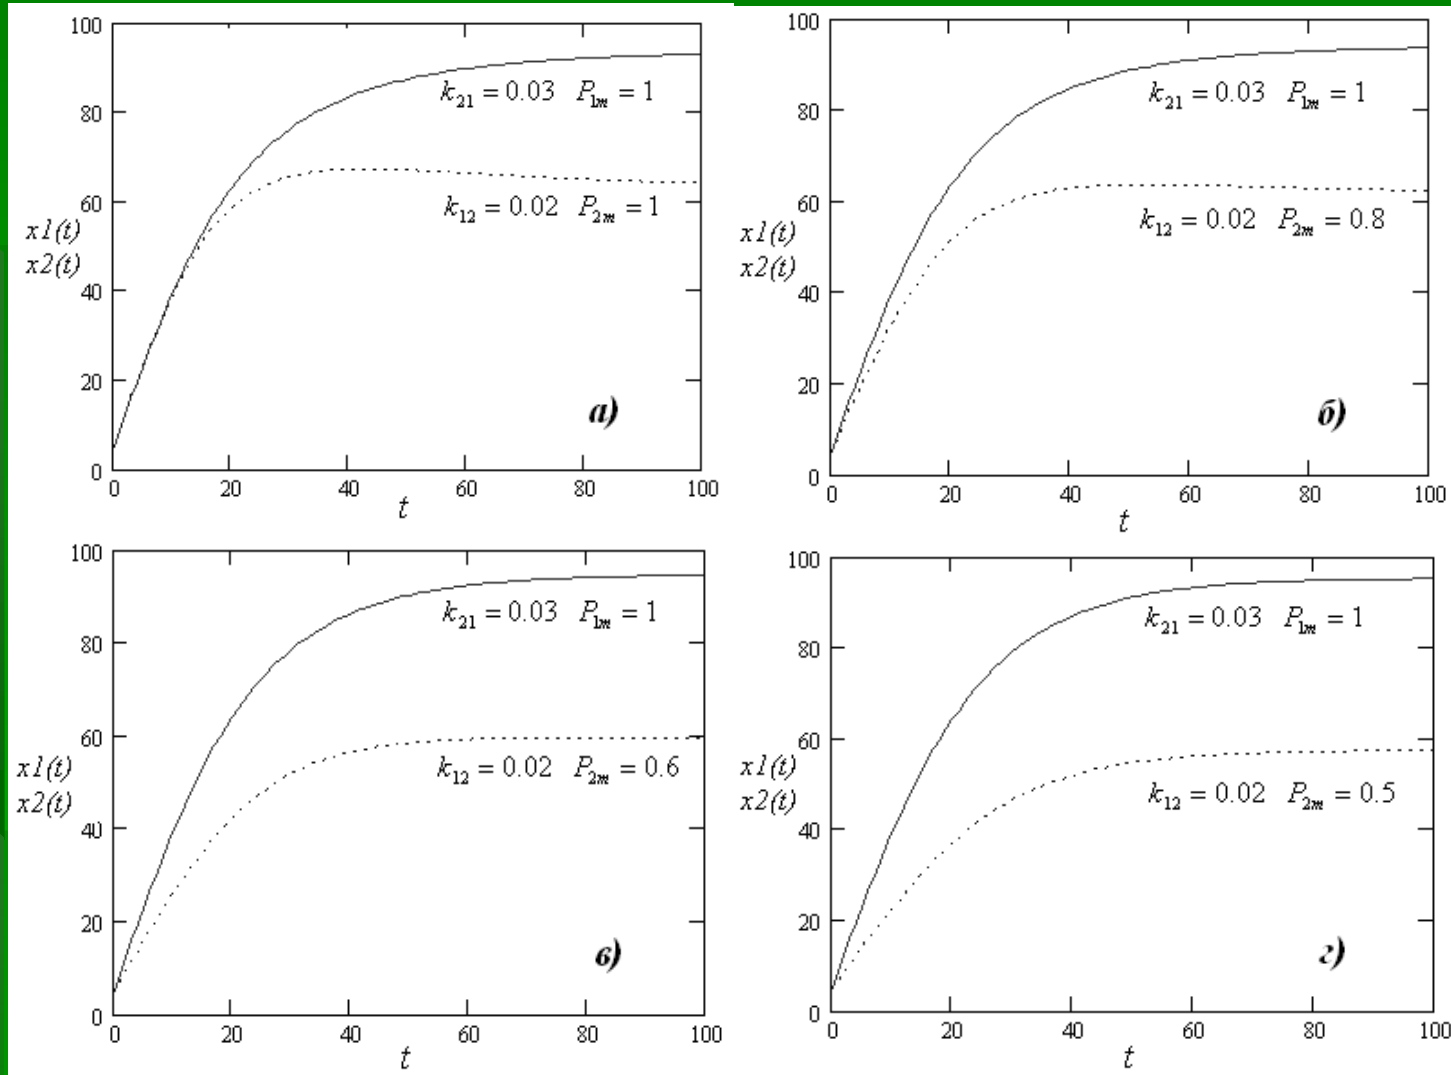 100
80
60
40
20
0
x1(t)
x2(t)
k₂₁ = 0.03 P₁ₘ = 1
k₁₂ = 0.02 P₂ₘ = 1
а)
0 20 40 60 80 100
t
100
80
60
40
20
0
x1(t)
x2(t)
k₂₁ = 0.03 P₁ₘ = 1
k₁₂ = 0.02 P₂ₘ = 0.8
б)
0 20 40 60 80 100
t
100
80
60
40
20
0
x1(t)
x2(t)
k₂₁ = 0.03 P₁ₘ = 1
k₁₂ = 0.02 P₂ₘ = 0.6
в)
0 20 40 60 80 100
t
100
80
60
40
20
0
x1(t)
x2(t)
k₂₁ = 0.03 P₁ₘ = 1
k₁₂ = 0.02 P₂ₘ = 0.5
г)
0 20 40 60 80 100
t